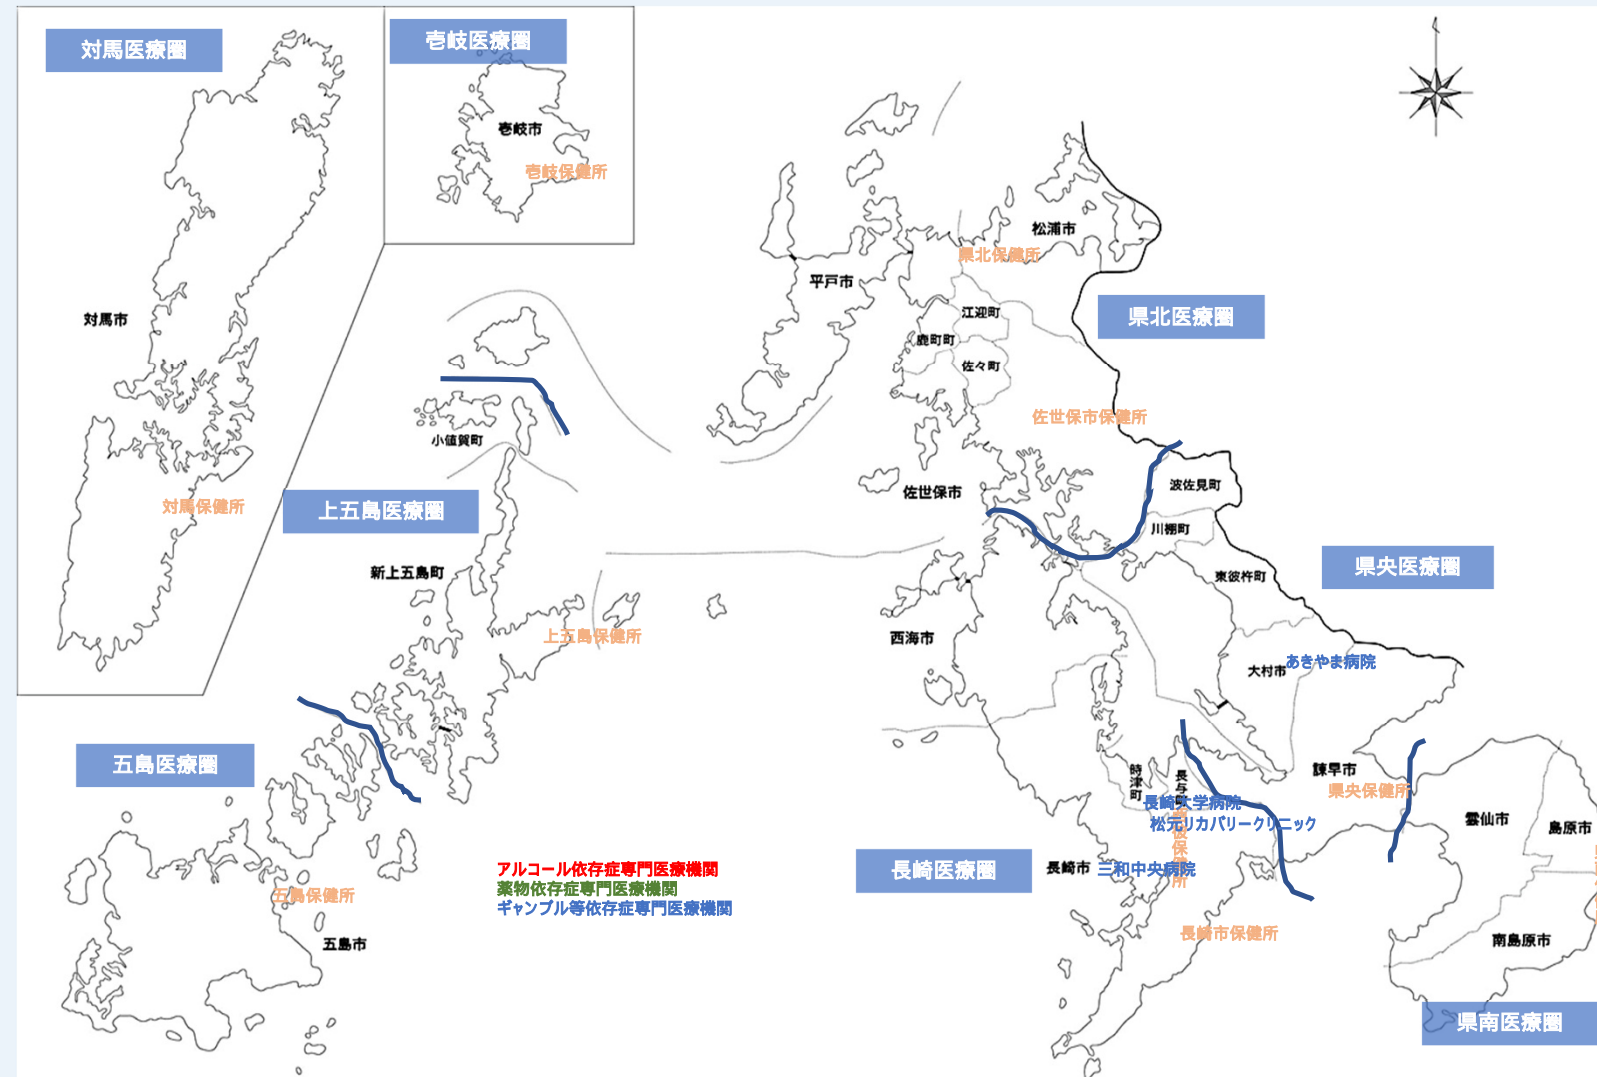 対馬医療圏
壱岐医療圏
壱岐市
壱岐保健所
松浦市
県北保健所
平戸市
江迎町
県北医療圏
対馬市
鹿町町
佐々町
佐世保市保健所
小値賀町
佐世保市
波佐見町
対馬保健所
上五島医療圏
川棚町
新上五島町
東彼杵町
県央医療圏
上五島保健所
西海市
大村市
あきやま病院
五島医療圏
時津町
長与町
諫早市
県央保健所
長崎大学病院
松元リカバリークリニック
雲仙市
島原市
長崎医療圏
長崎市
三和中央病院
アルコール依存症専門医療機関
薬物依存症専門医療機関
ギャンブル等依存症専門医療機関
五島保健所
五島市
長崎市保健所
南島原市
県南医療圏